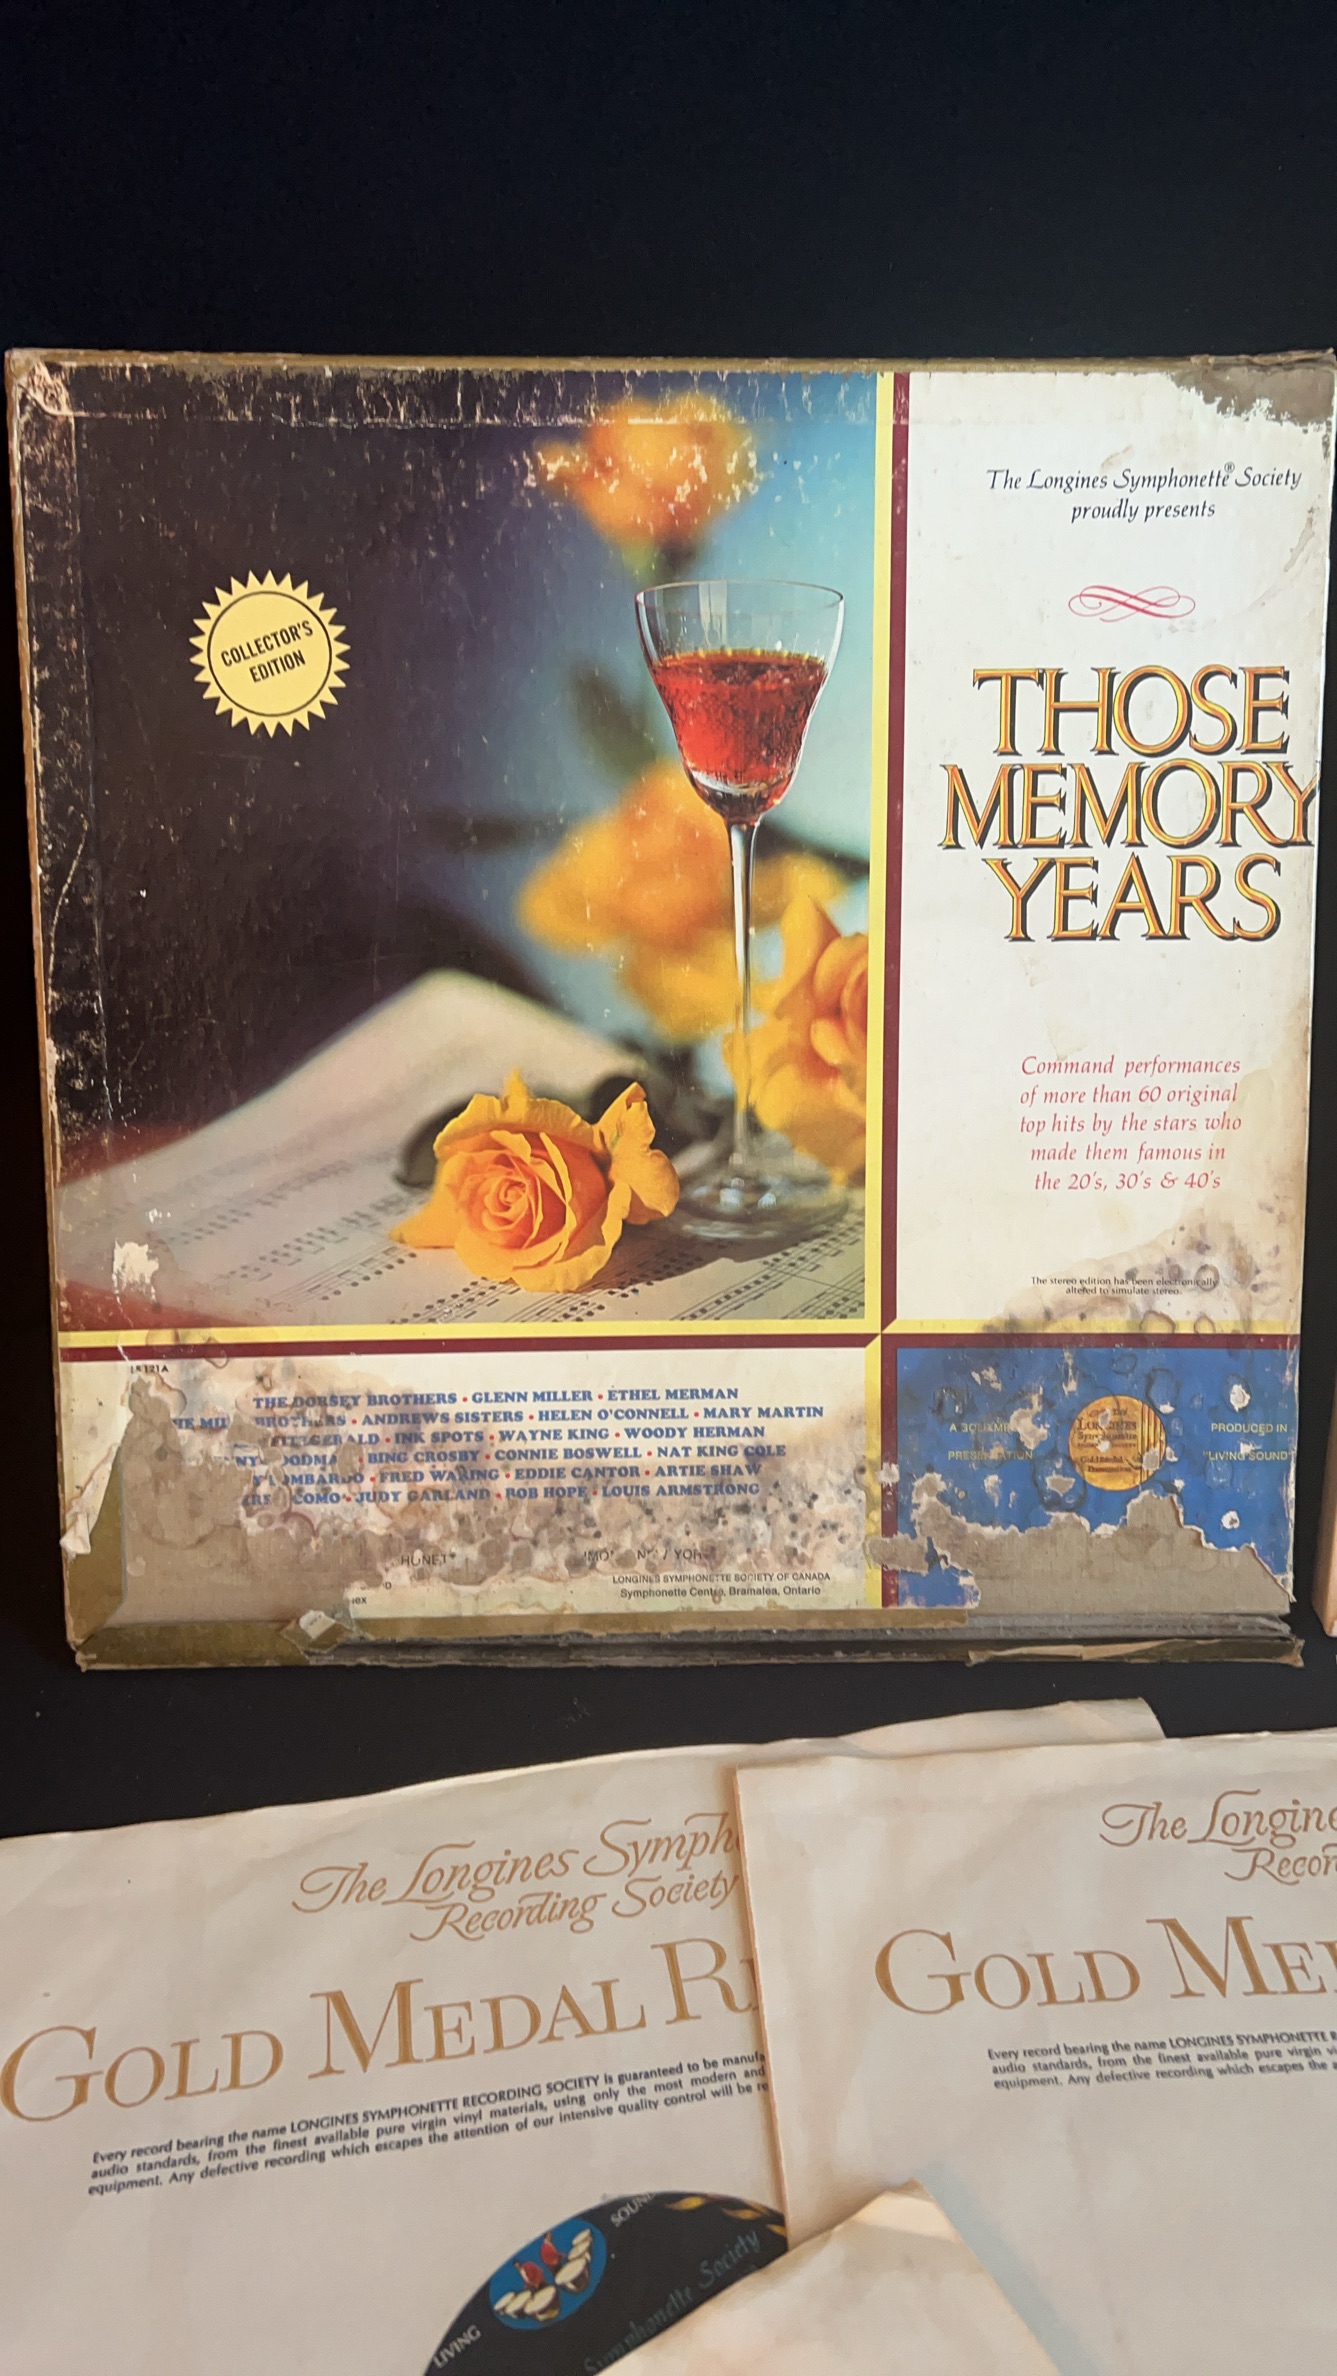 The Longines Symphonette® Society
proudly presents
COLLECTOR'S
EDITION
THOSE
MEMORY
YEARS
Command performances
of more than 60 original
top hits by the stars who
made them famous in
the 20's, 30's & 40's
The stereo edition has been electronically
altered to simulate stereo.
THE DORSEY BROTHERS • GLENN MILLER • ETHEL MERMAN
BROTHERS • ANDREWS SISTERS • HELEN O'CONNELL • MARY MARTIN
INK SPOTS • WAYNE KING • WOODY HERMAN
BING CROSBY • CONNIE BOSWELL • NAT KING COLE
FRED WARING • EDDIE CANTOR • ARTIE SHAW
COMO • JUDY GARLAND • BOB HOPE • LOUIS ARMSTRONG
PRODUCED IN
"LIVING SOUND"
LONGINES SYMPHONETTE SOCIETY OF CANADA
Symphonette Centre, Bramalea, Ontario
The Longines Symph
Recording Society
GOLD MEDAL R
Every record bearing the name LONGINES SYMPHONETTE RECORDING SOCIETY is guaranteed to be manufa
audio standards, from the finest available pure virgin vinyl materials, using only the most modern and
equipment. Any defective recording which escapes the attention of our intensive quality control will be re
LIVING SOUN
Symphonette Society
The Longine
Recor
GOLD ME
Every record bearing the name LONGINES SYMPHONETTE R
audio standards, from the finest available pure virgin vi
equipment. Any defective recording which escapes the a